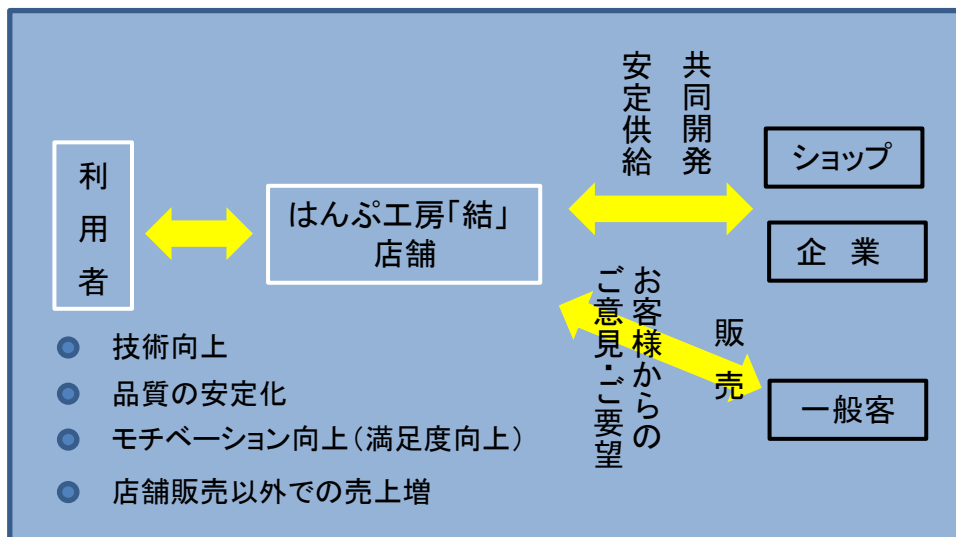 利用者
はんぷ工房「結」
店舗
共同開発
安定供給
ショップ
企　業
お客様からの
ご意見・ご要望
販売
一般客
技術向上
品質の安定化
モチベーション向上（満足度向上）
店舗販売以外での売上増